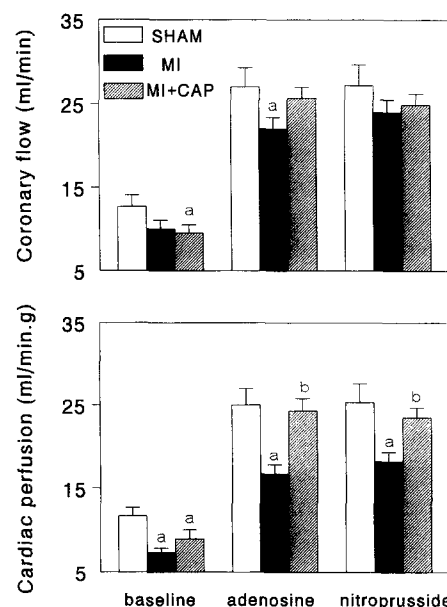 Coronary flow (ml/min)
35
25
15
5
SHAM
MI
MI+CAP
a
a
Cardiac perfusion (ml/min.g)
35
25
15
5
a
a
a
b
a
b
baseline
adenosine
nitroprusside